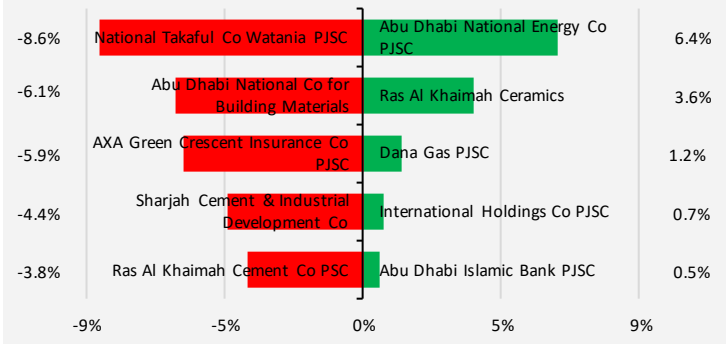 -8.6%
National Takaful Co Watania PJSC
Abu Dhabi National Energy Co
PJSC
6.4%
-6.1%
Abu Dhabi National Co for
Building Materials
Ras Al Khaimah Ceramics
3.6%
-5.9%
AXA Green Crescent Insurance Co
PJSC
Dana Gas PJSC
1.2%
-4.4%
Sharjah Cement & Industrial
Development Co
International Holdings Co PJSC
0.7%
-3.8%
Ras Al Khaimah Cement Co PSC
Abu Dhabi Islamic Bank PJSC
0.5%
-9%
-5%
0%
5%
9%